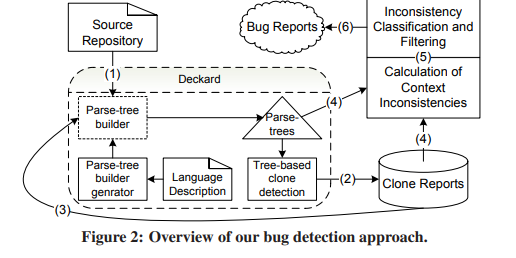 Source
Repository
Bug Reports
(6)
Inconsistency
Classification and
Filtering
(5)
Calculation of
Context
Inconsistencies
(1)
Deckard
(4)
Parse-tree
builder
Parse-
trees
(4)
Parse-tree
builder
genrator
Language
Description
Tree-based
clone
detection
(2)
Clone Reports
(3)
Figure 2: Overview of our bug detection approach.